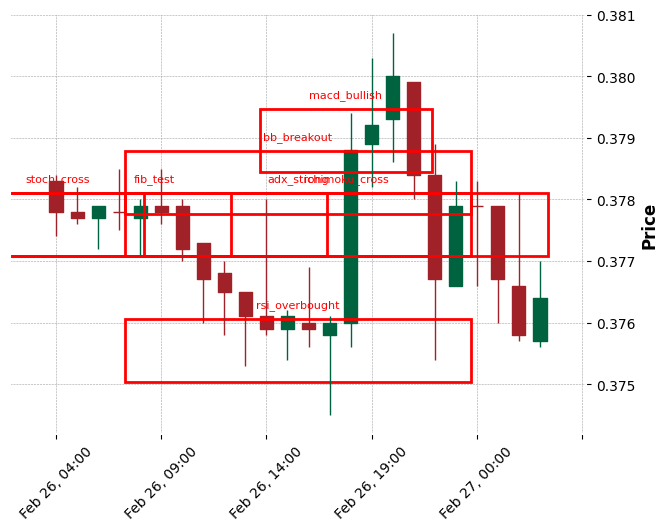 0.381
0.380
macd_bullish
0.379
bb_breakout
stoch_cross
fib_test
adx_strong
ichimoku_cross
0.378
Price
0.377
rsi_overbought
0.376
0.375
Feb 26, 04:00
Feb 26, 09:00
Feb 26, 14:00
Feb 26, 19:00
Feb 27, 00:00